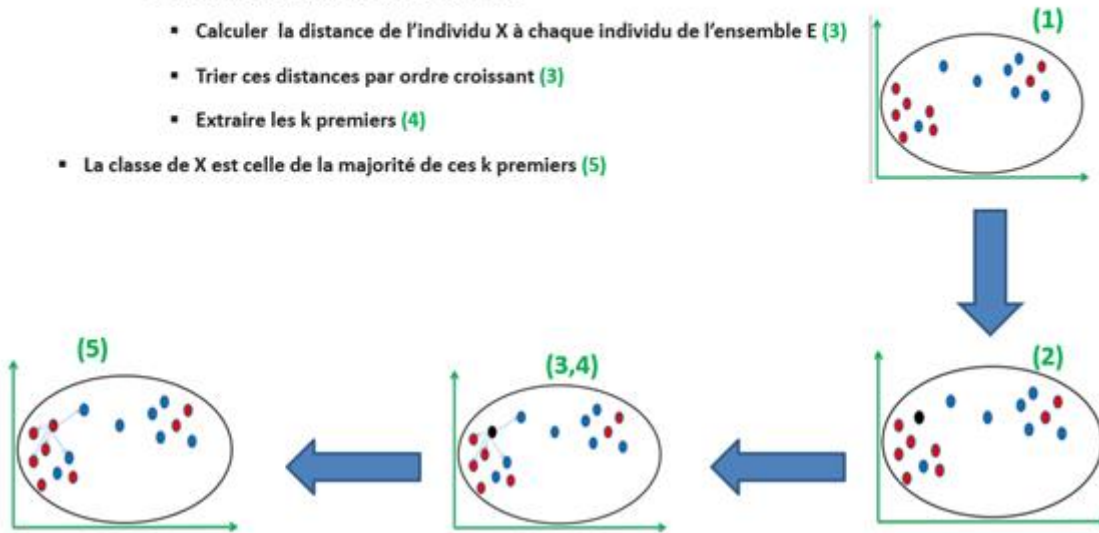 ▪ Calculer la distance de l'individu X à chaque individu de l'ensemble E (3)
▪ Trier ces distances par ordre croissant (3)
▪ Extraire les k premiers (4)
▪ La classe de X est celle de la majorité de ces k premiers (5)
(1)
(5)
(3,4)
(2)